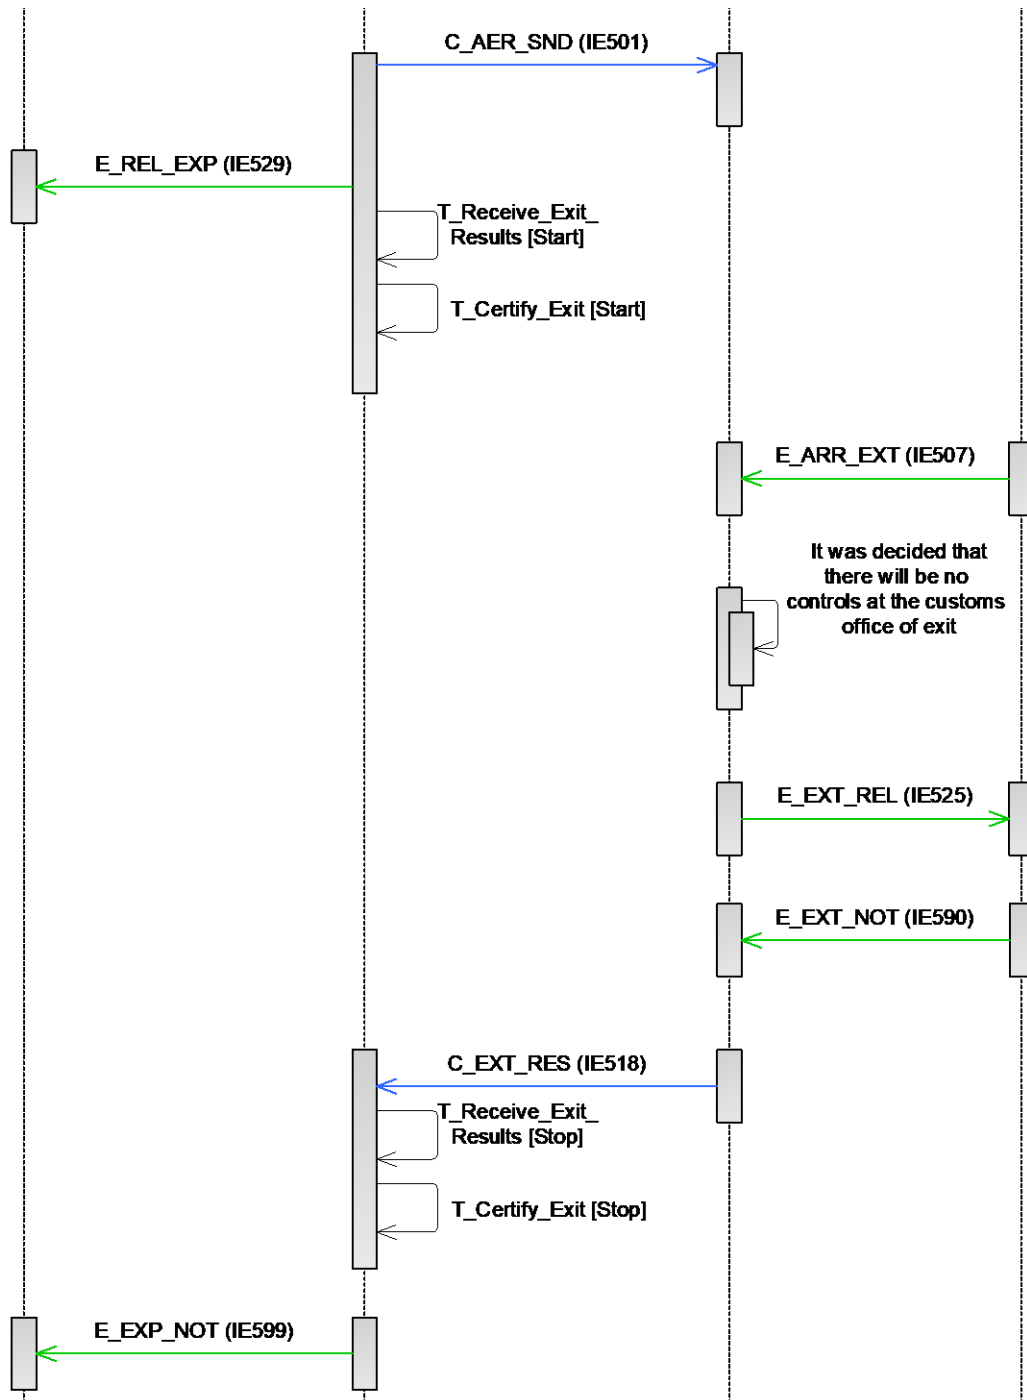 C_AER_SND (IE501)
E_REL_EXP (IE529)
T_Receive_Exit_
Results [Start]
T_Certify_Exit [Start]
E_ARR_EXT (IE507)
It was decided that
there will be no
controls at the customs
office of exit
E_EXT_REL (IE525)
E_EXT_NOT (IE590)
C_EXT_RES (IE518)
T_Receive_Exit_
Results [Stop]
T_Certify_Exit [Stop]
E_EXP_NOT (IE599)